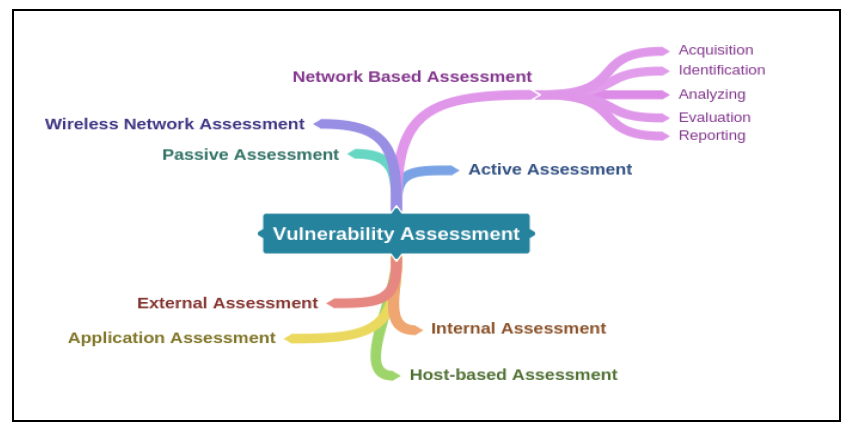 Acquisition
Network Based Assessment
Identification
Analyzing
Evaluation
Wireless Network Assessment
Reporting
Passive Assessment
Active Assessment
Vulnerability Assessment
External Assessment
Internal Assessment
Application Assessment
Host-based Assessment